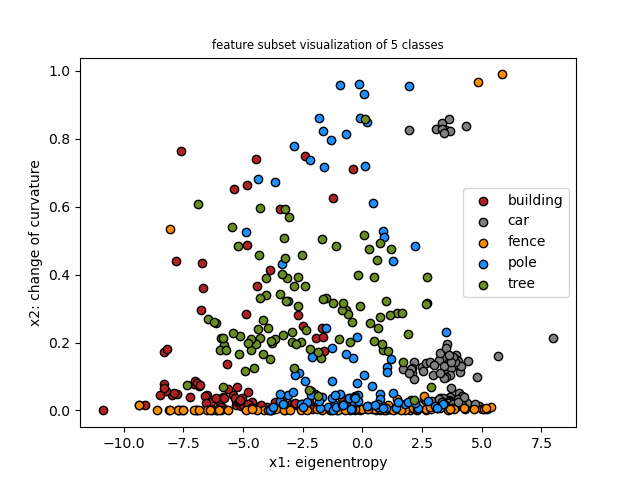 feature subset visualization of 5 classes
1.0
0.8
0.6
0.4
0.2
0.0
x2: change of curvature
building
car
fence
pole
tree
−10.0 −7.5 −5.0 −2.5 0.0 2.5 5.0 7.5
x1: eigenentropy